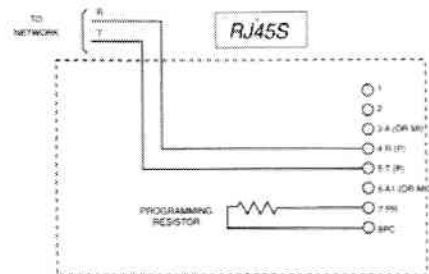 TO
NETWORK
R
T
RJ45S
1
2
3 A (OR MI)
4 R (P)
5 T (P)
6 A1 (OR MI)
7 PR
8PC
PROGRAMMING
RESISTOR